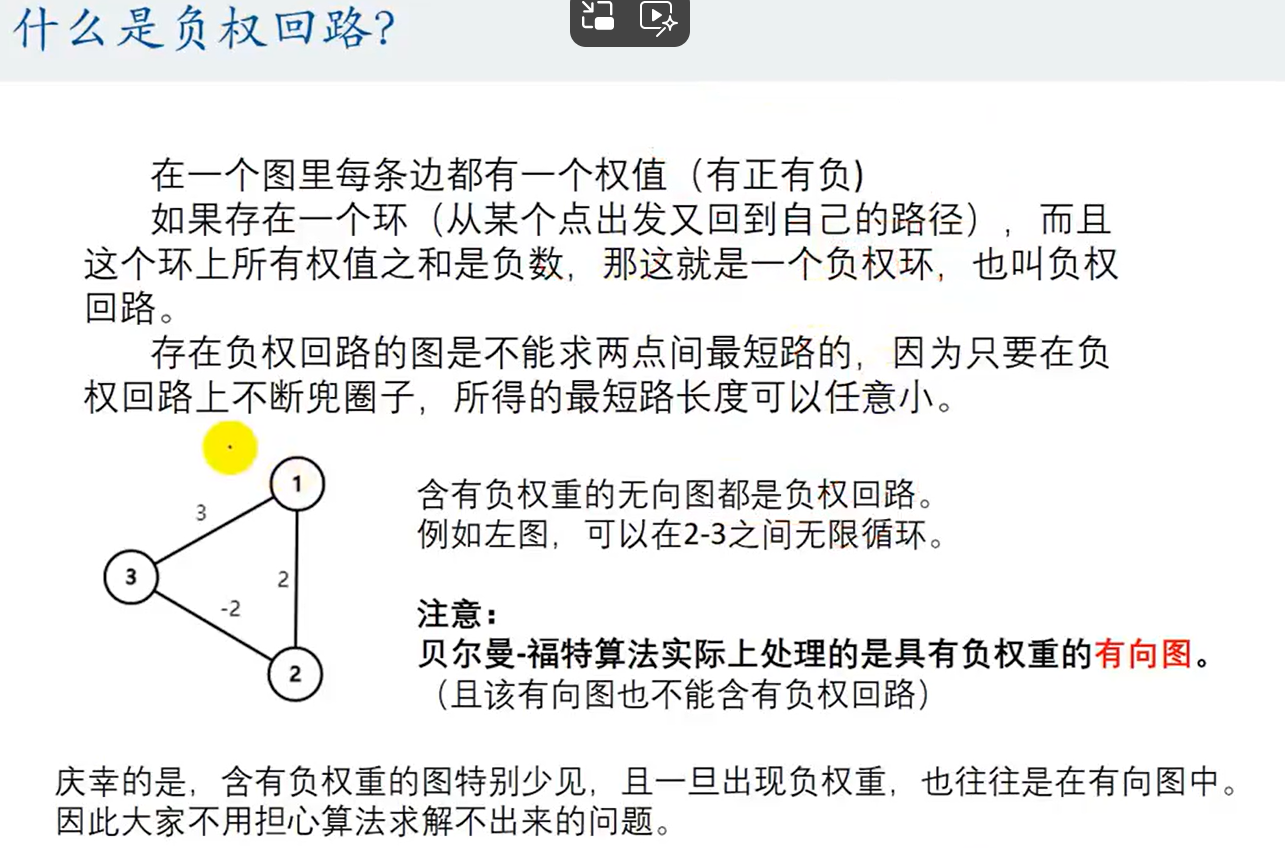 什么是负权回路?
在一个图里每条边都有一个权值（有正有负)
如果存在一个环（从某个点出发又回到自己的路径），而且
这个环上所有权值之和是负数，那这就是一个负权环，也叫负权
回路。
存在负权回路的图是不能求两点间最短路的，因为只要在负
权回路上不断兜圈子，所得的最短路长度可以任意小。
1
3
3
2
-2
2
含有负权重的无向图都是负权回路。
例如左图，可以在2-3之间无限循环。
注意：
贝尔曼-福特算法实际上处理的是具有负权重的有向图。
（且该有向图也不能含有负权回路）
庆幸的是，含有负权重的图特别少见，且一旦出现负权重，也往往是在有向图中。
因此大家不用担心算法求解不出来的问题。